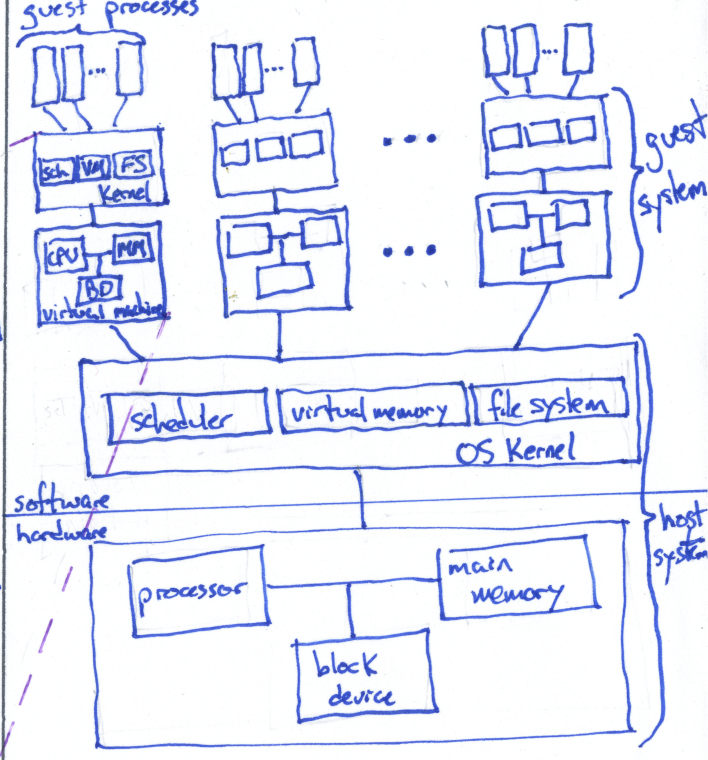 guest processes
sch VM FS
Kernel
CPU MM
BD
virtual machine
guest
system
scheduler
virtual memory
file system
OS Kernel
software
hardware
host
system
processor
main
memory
block
device